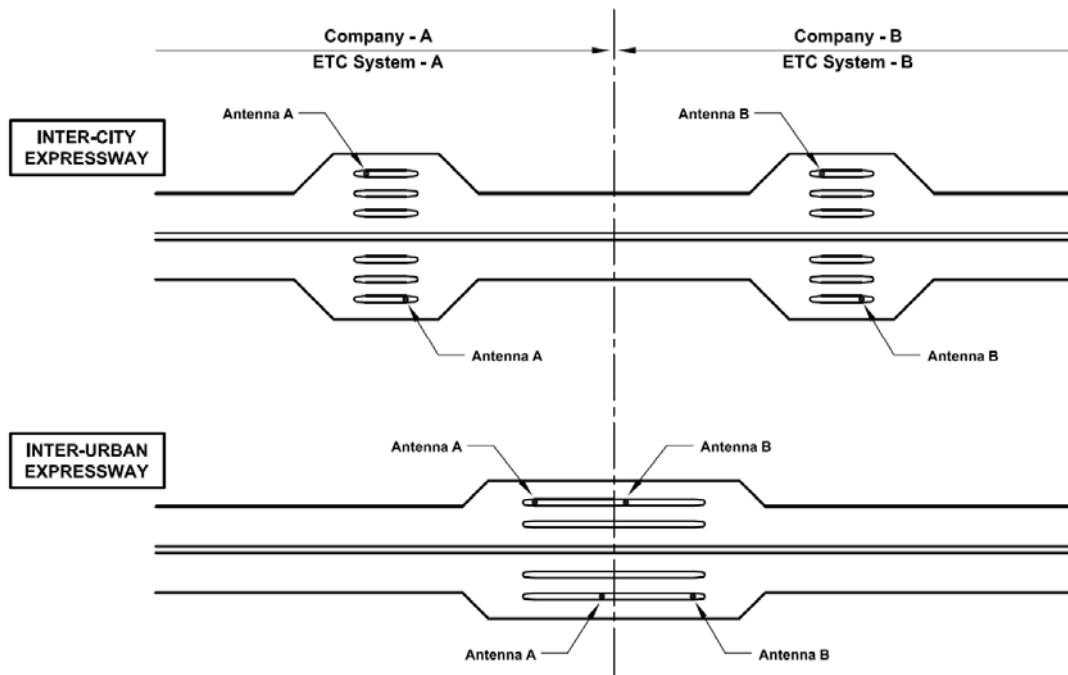 Company - A
ETC System - A
Company - B
ETC System - B
INTER-CITY
EXPRESSWAY
Antenna A
Antenna B
Antenna A
Antenna B
INTER-URBAN
EXPRESSWAY
Antenna A
Antenna B
Antenna A
Antenna B